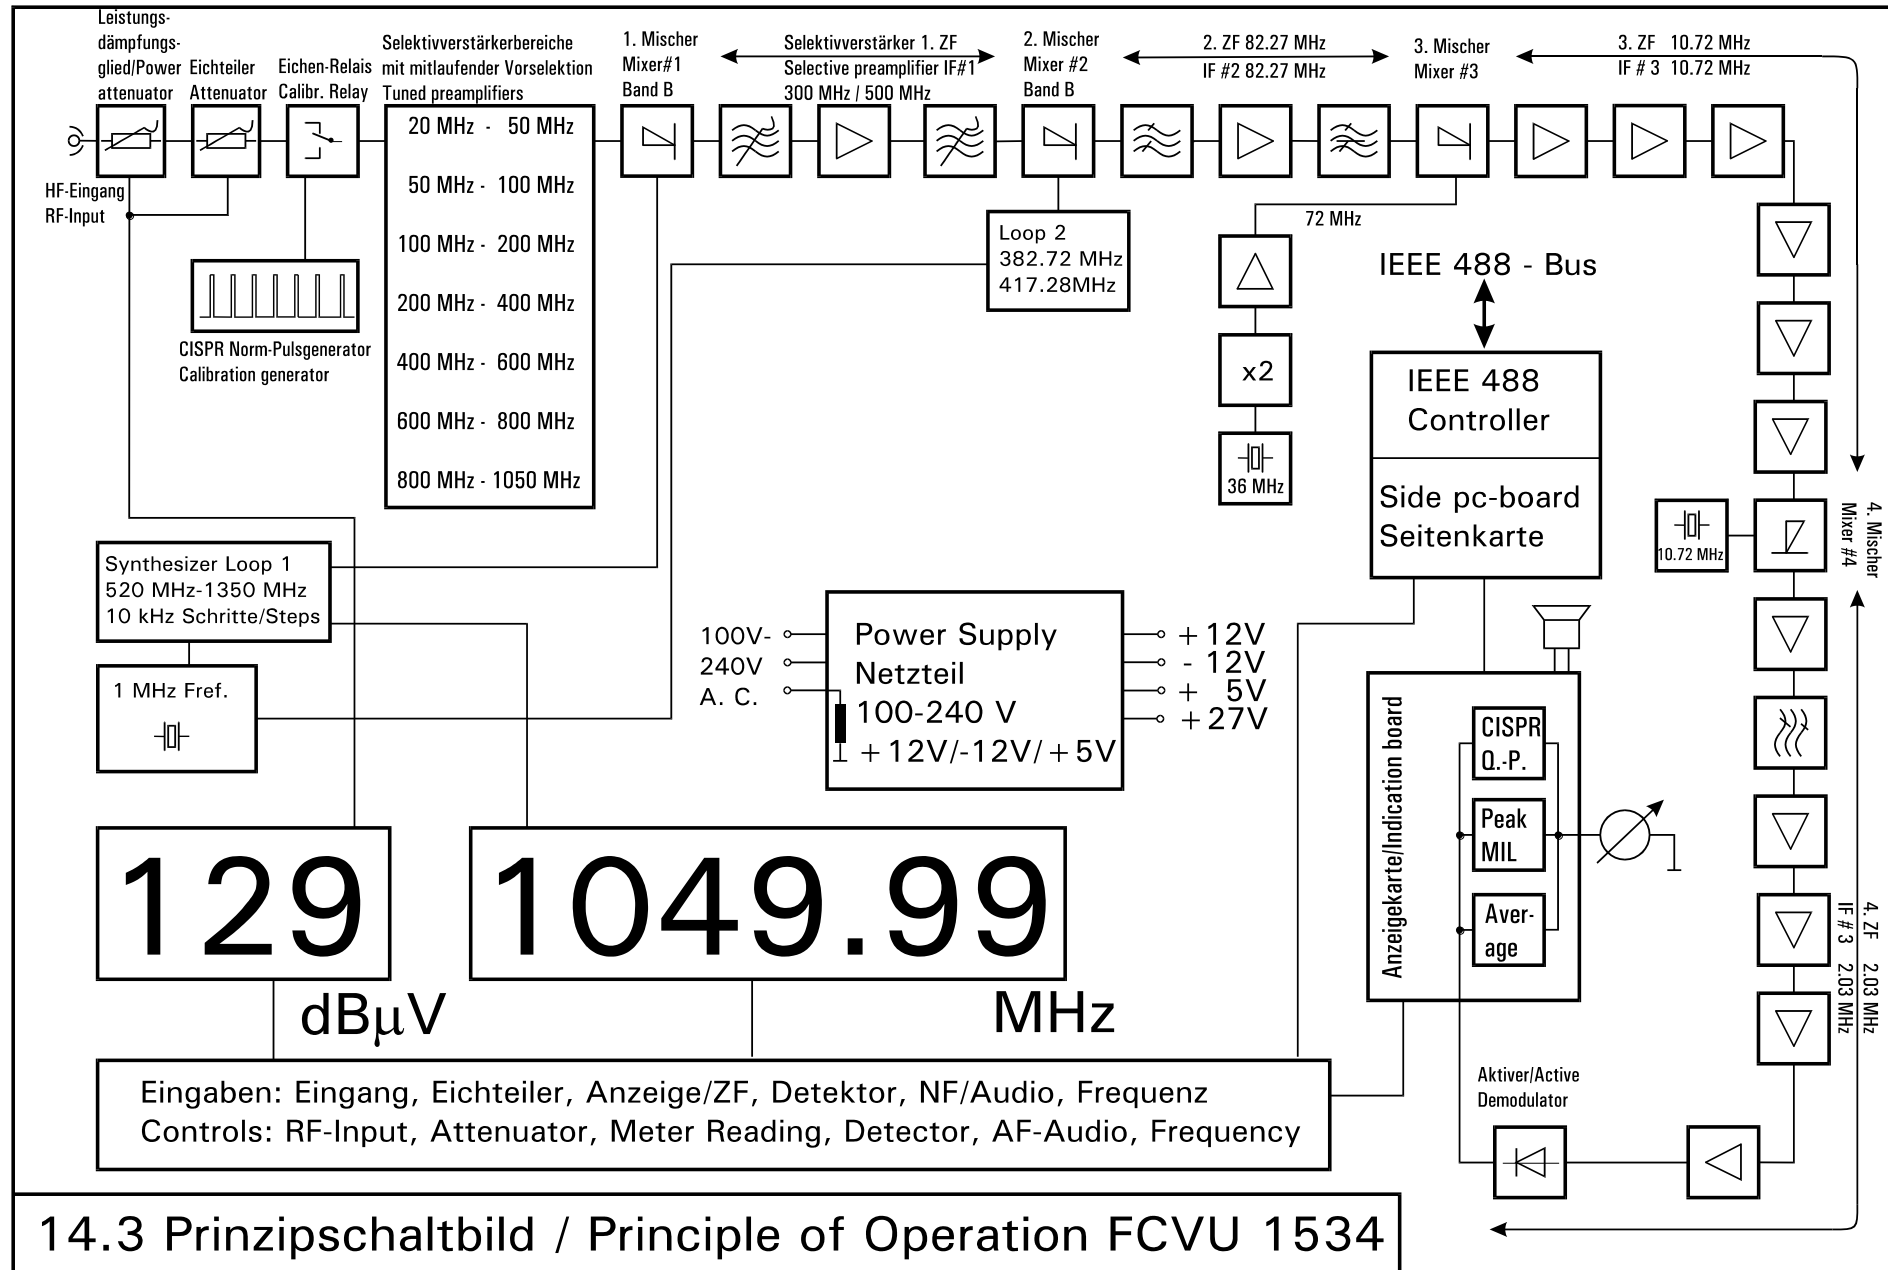 Leistungs-
dämpfungs-
glied/Power
attenuator
Eichteiler
Attenuator
Eichen-Relais
Calibr. Relay
Selektivverstärkerbereiche
mit mitlaufender Vorselektion
Tuned preamplifiers
1. Mischer
Mixer#1
Band B
Selektivverstärker 1. ZF
Selective preamplifier IF#1
300 MHz / 500 MHz
2. Mischer
Mixer #2
Band B
2. ZF 82.27 MHz
IF #2 82.27 MHz
3. Mischer
Mixer #3
3. ZF 10.72 MHz
IF # 3 10.72 MHz
HF-Eingang
RF-Input
20 MHz - 50 MHz
50 MHz - 100 MHz
100 MHz - 200 MHz
200 MHz - 400 MHz
400 MHz - 600 MHz
600 MHz - 800 MHz
800 MHz - 1050 MHz
CISPR Norm-Pulsgenerator
Calibration generator
Loop 2
382.72 MHz
417.28MHz
72 MHz
x2
36 MHz
IEEE 488 - Bus
IEEE 488
Controller
Side pc-board
Seitenkarte
10.72 MHz
4. Mischer
Mixer #4
Synthesizer Loop 1
520 MHz-1350 MHz
10 kHz Schritte/Steps
1 MHz Fref.
100V-
240V
A. C.
Power Supply
Netzteil
100-240 V
+12V/-12V/+5V
+12V
- 12V
+ 5V
+27V
Anzeigekarte/Indication board
CISPR
Q.-P.
Peak
MIL
Aver-
age
4. ZF 2.03 MHz
IF # 3 2.03 MHz
129
dBµV
1049.99
MHz
Eingaben: Eingang, Eichteiler, Anzeige/ZF, Detektor, NF/Audio, Frequenz
Controls: RF-Input, Attenuator, Meter Reading, Detector, AF-Audio, Frequency
Aktiver/Active
Demodulator
14.3 Prinzipschaltbild / Principle of Operation FCVU 1534